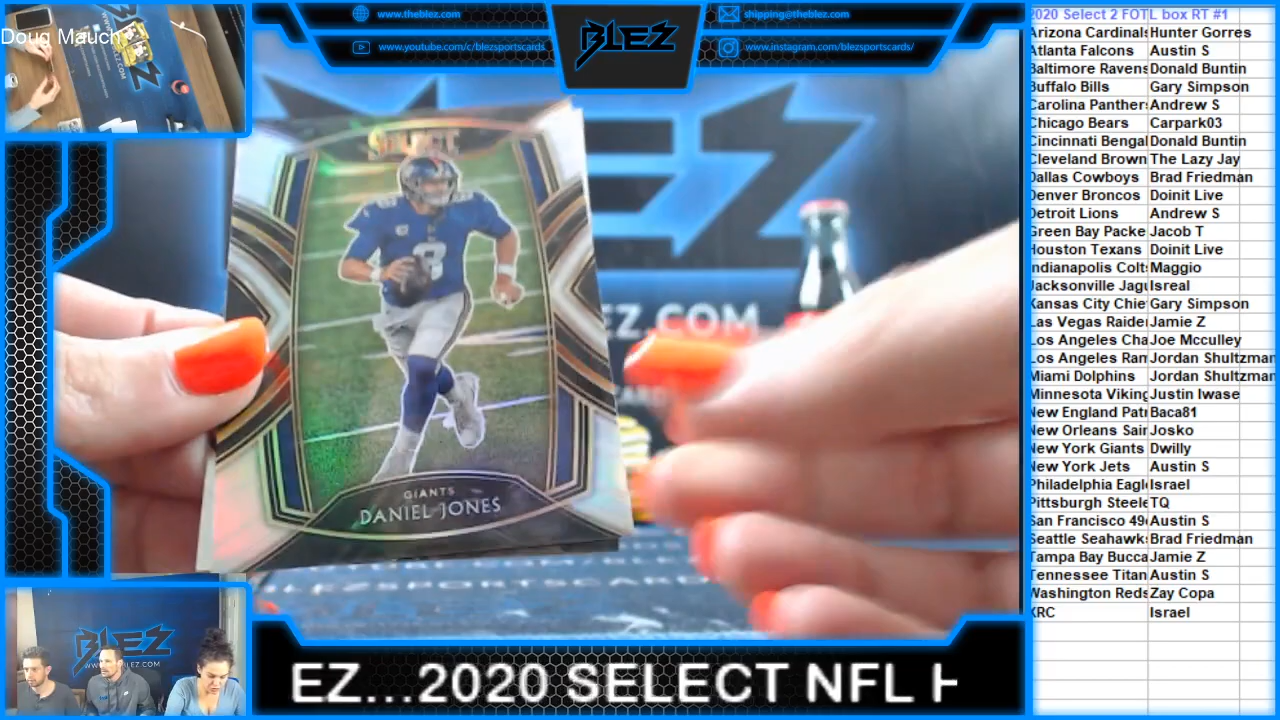 Doug Mauch
www.theblez.com
www.youtube.com/c/blezsportscards
BLEZ
shipping@theblez.com
www.instagram.com/blezsportscards/
SELECT
8
GIANTS
DANIEL JONES
EZ.COM
BLEZ
EZ...2020 SELECT NFL H
2020 Select 2 FOTL box RT #1
Arizona Cardinals Hunter Gorres
Atlanta Falcons Austin S
Baltimore Ravens Donald Buntin
Buffalo Bills Gary Simpson
Carolina Panthers Andrew S
Chicago Bears Carpark03
Cincinnati Bengal Donald Buntin
Cleveland Brown The Lazy Jay
Dallas Cowboys Brad Friedman
Denver Broncos Doinit Live
Detroit Lions Andrew S
Green Bay Packe Jacob T
Houston Texans Doinit Live
Indianapolis Colts Maggio
Jacksonville Jagu Isreal
Kansas City Chie Gary Simpson
Las Vegas Raide Jamie Z
Los Angeles Cha Joe Mcculley
Los Angeles Ram Jordan Shultzman
Miami Dolphins Jordan Shultzman
Minnesota Viking Justin Iwase
New England Patr Baca81
New Orleans Sain Josko
New York Giants Dwilly
New York Jets Austin S
Philadelphia Eagle Israel
Pittsburgh Steele TQ
San Francisco 49 Austin S
Seattle Seahawk Brad Friedman
Tampa Bay Bucca Jamie Z
Tennessee Titan Austin S
Washington Reds Zay Copa
XRC Israel